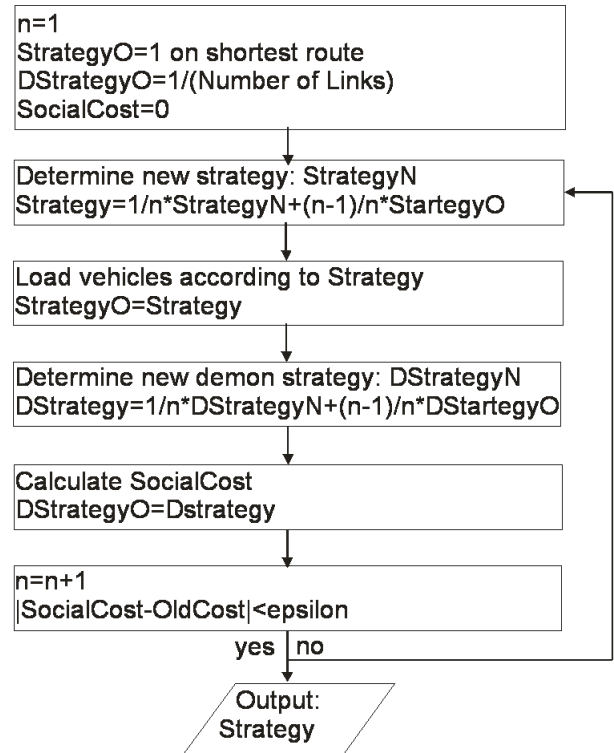 n=1
StrategyO=1 on shortest route
DStrategyO=1/(Number of Links)
SocialCost=0
Determine new strategy: StrategyN
Strategy=1/n*StrategyN+(n-1)/n*StartegyO
Load vehicles according to Strategy
StrategyO=Strategy
Determine new demon strategy: DStrategyN
DStrategy=1/n*DStrategyN+(n-1)/n*DStartegyO
Calculate SocialCost
DStrategyO=Dstrategy
n=n+1
|SocialCost-OldCost|<epsilon
yes no
Output:
Strategy